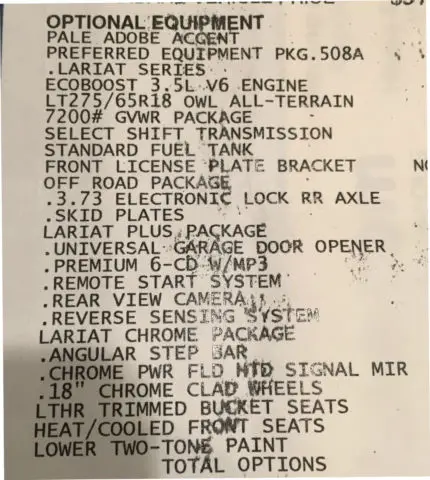 OPTIONAL EQUIPMENT
PALE ADOBE ACCENT
PREFERRED EQUIPMENT PKG.508A
.LARIAT SERIES
ECOBOOST 3.5L V6 ENGINE
LT275/65R18 OWL ALL-TERRAIN
7200# GVWR PACKAGE
SELECT SHIFT TRANSMISSION
STANDARD FUEL TANK
FRONT LICENSE PLATE BRACKET
OFF ROAD PACKAGE
.3.73 ELECTRONIC LOCK RR AXLE
.SKID PLATES
LARIAT PLUS PACKAGE
.UNIVERSAL GARAGE DOOR OPENER
.PREMIUM 6-CD W/MP3
.REMOTE START SYSTEM
.REAR VIEW CAMERA
.REVERSE SENSING SYSTEM
LARIAT CHROME PACKAGE
.ANGULAR STEP BAR
.CHROME PWR FLD HTD SIGNAL MIR
.18" CHROME CLAD WHEELS
LTHR TRIMMED BUCKET SEATS
HEAT/COOLED FRONT SEATS
LOWER TWO-TONE PAINT
TOTAL OPTIONS